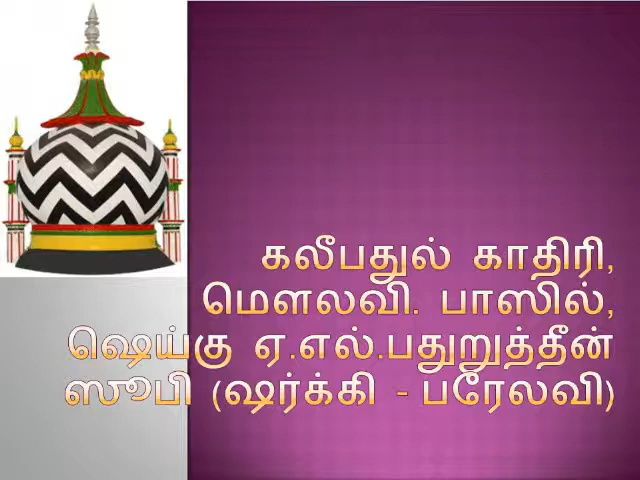 கலீபதுல் காதிரி,
மௌலவி. பாஸில்,
ஷெய்கு ஏ.எல்.பதுறுத்தீன்
ஸூபி (ஷர்க்கி - பரேலவி)